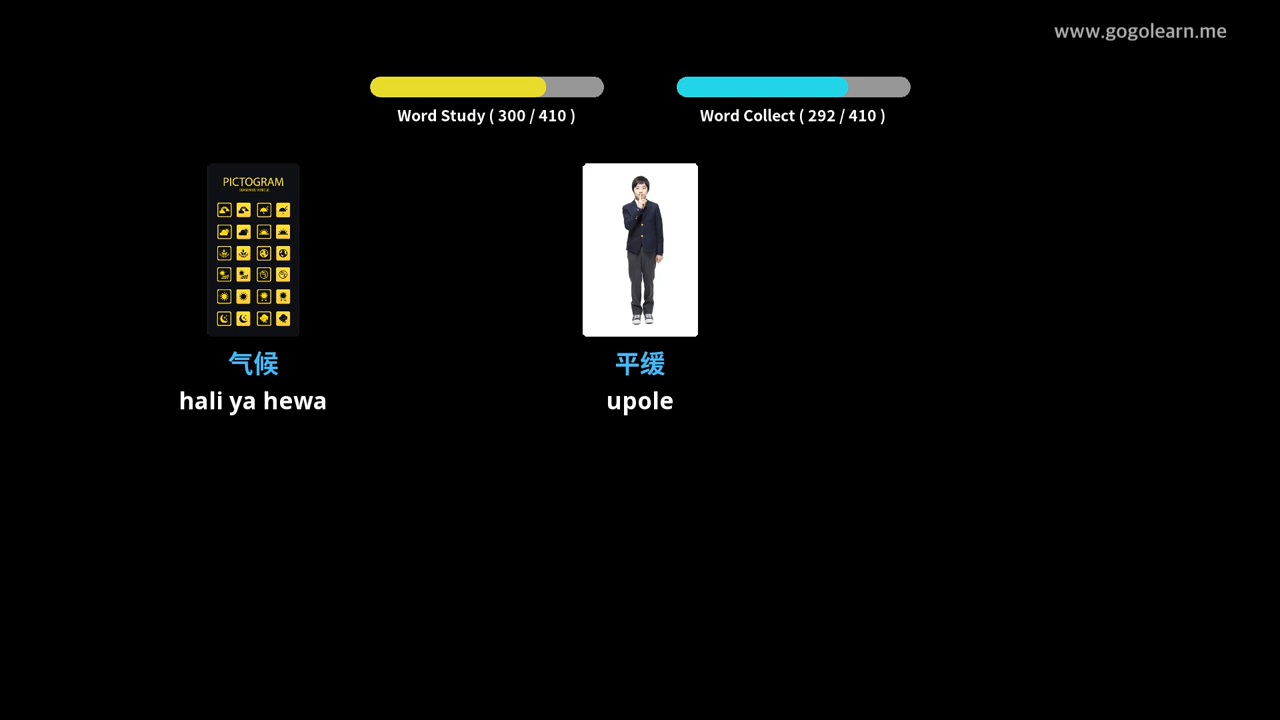 www.gogolearn.me
Word Study ( 300 / 410 )
Word Collect ( 292 / 410 )
PICTOGRAM
气候
平缓
hali ya hewa
upole